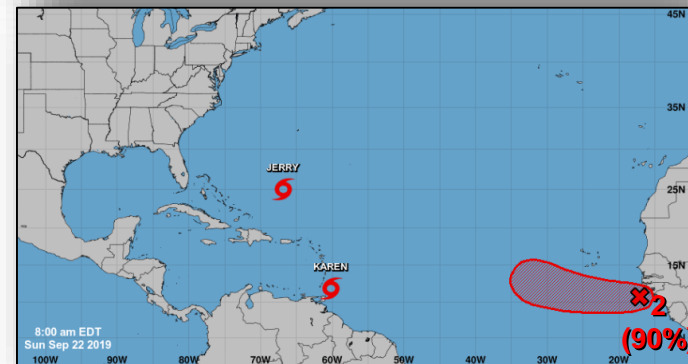 45N
35N
JERRY
25N
KAREN
15N
2
(90%
8:00 am EDT
Sun Sep 22 2019
100W 90W 80W 70W 60W 50W 40W 30W 20W